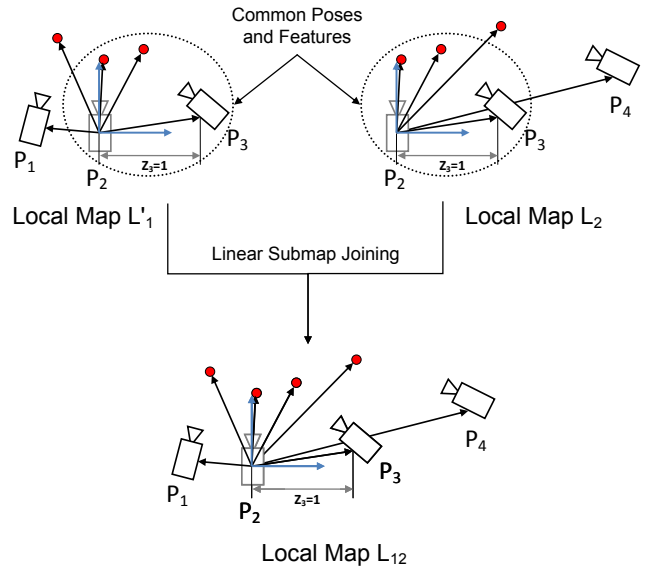 Common Poses
and Features
P1
P2
Z3=1
P3
Local Map L'1
P2
Z3=1
P3
P4
Local Map L2
Linear Submap Joining
P1
P2
Z3=1
P3
P4
Local Map L12